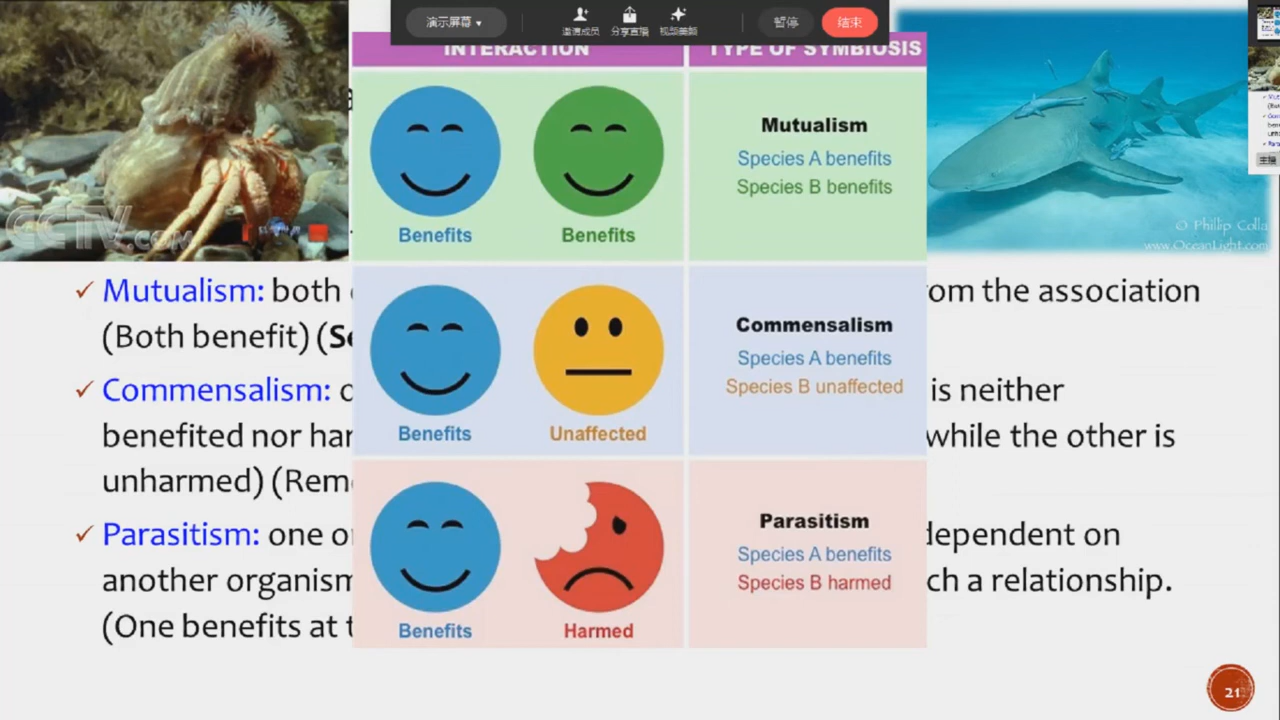 演示屏幕
邀请成员
分享直播
视频美颜
暂停
结束
INTERACTION
TYPE OF SYMBIOSIS
Benefits
Benefits
Mutualism
Species A benefits
Species B benefits
CCTV.COM
© Phillip Colla
www.OceanLight.com
主播
Mutualism: both
om the association
(Both benefit) (
Benefits
Unaffected
Commensalism
Species A benefits
Species B unaffected
Commensalism:
is neither
benefited nor har
while the other is
unharmed) (Rem
Benefits
Harmed
Parasitism
Species A benefits
Species B harmed
Parasitism: one
dependent on
another organism
ch a relationship.
(One benefits at
21